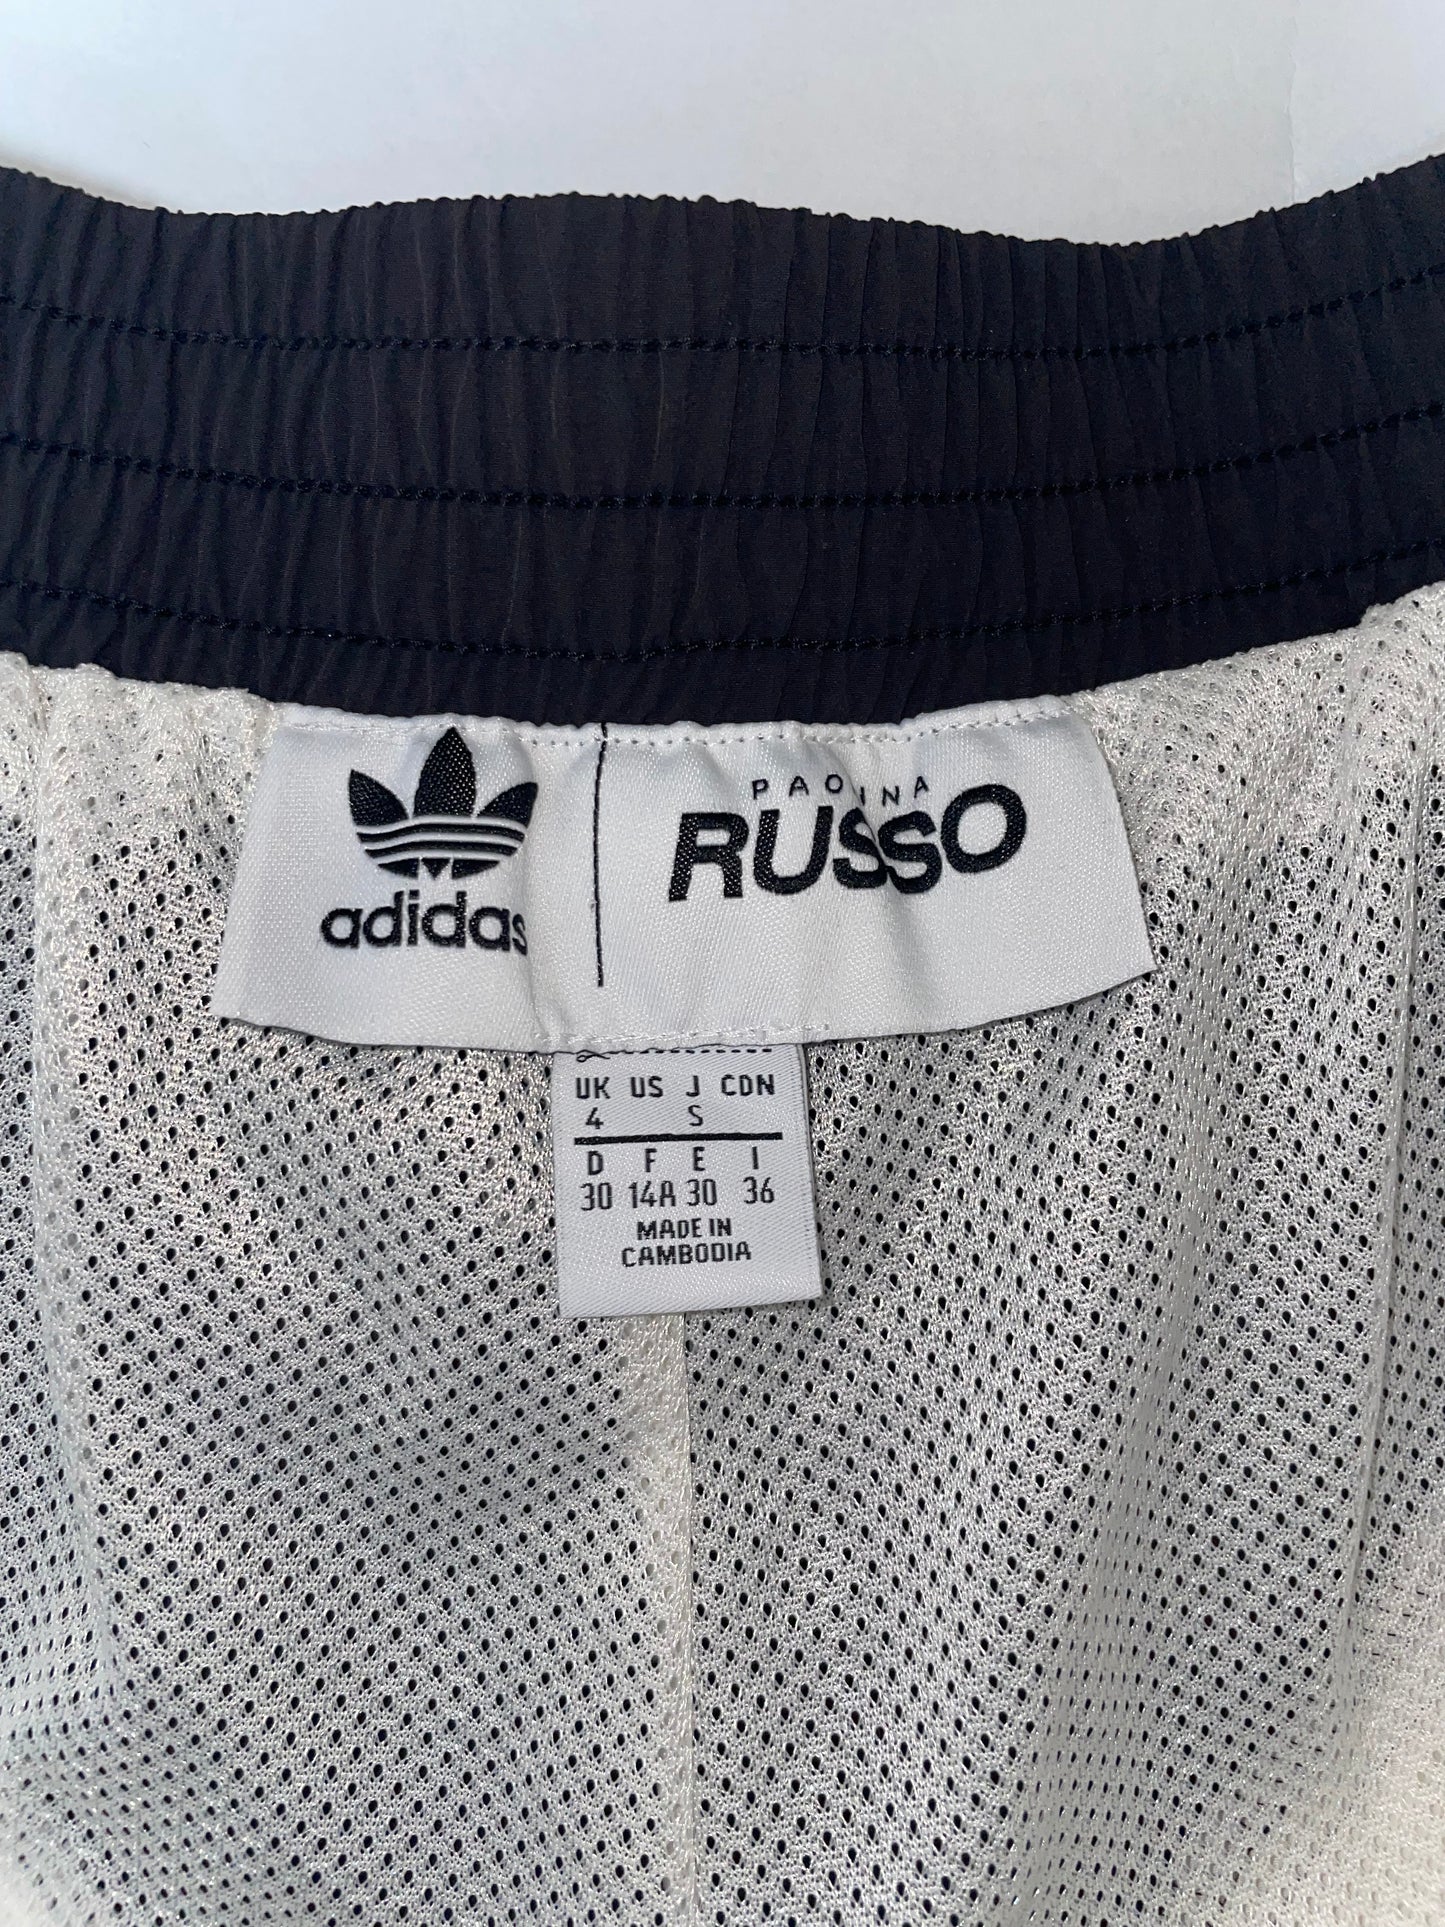 adidas
PAOLINA
RUSSO
UK US J CDN
4 S
D F E I
30 14A 30 36
MADE IN
CAMBODIA